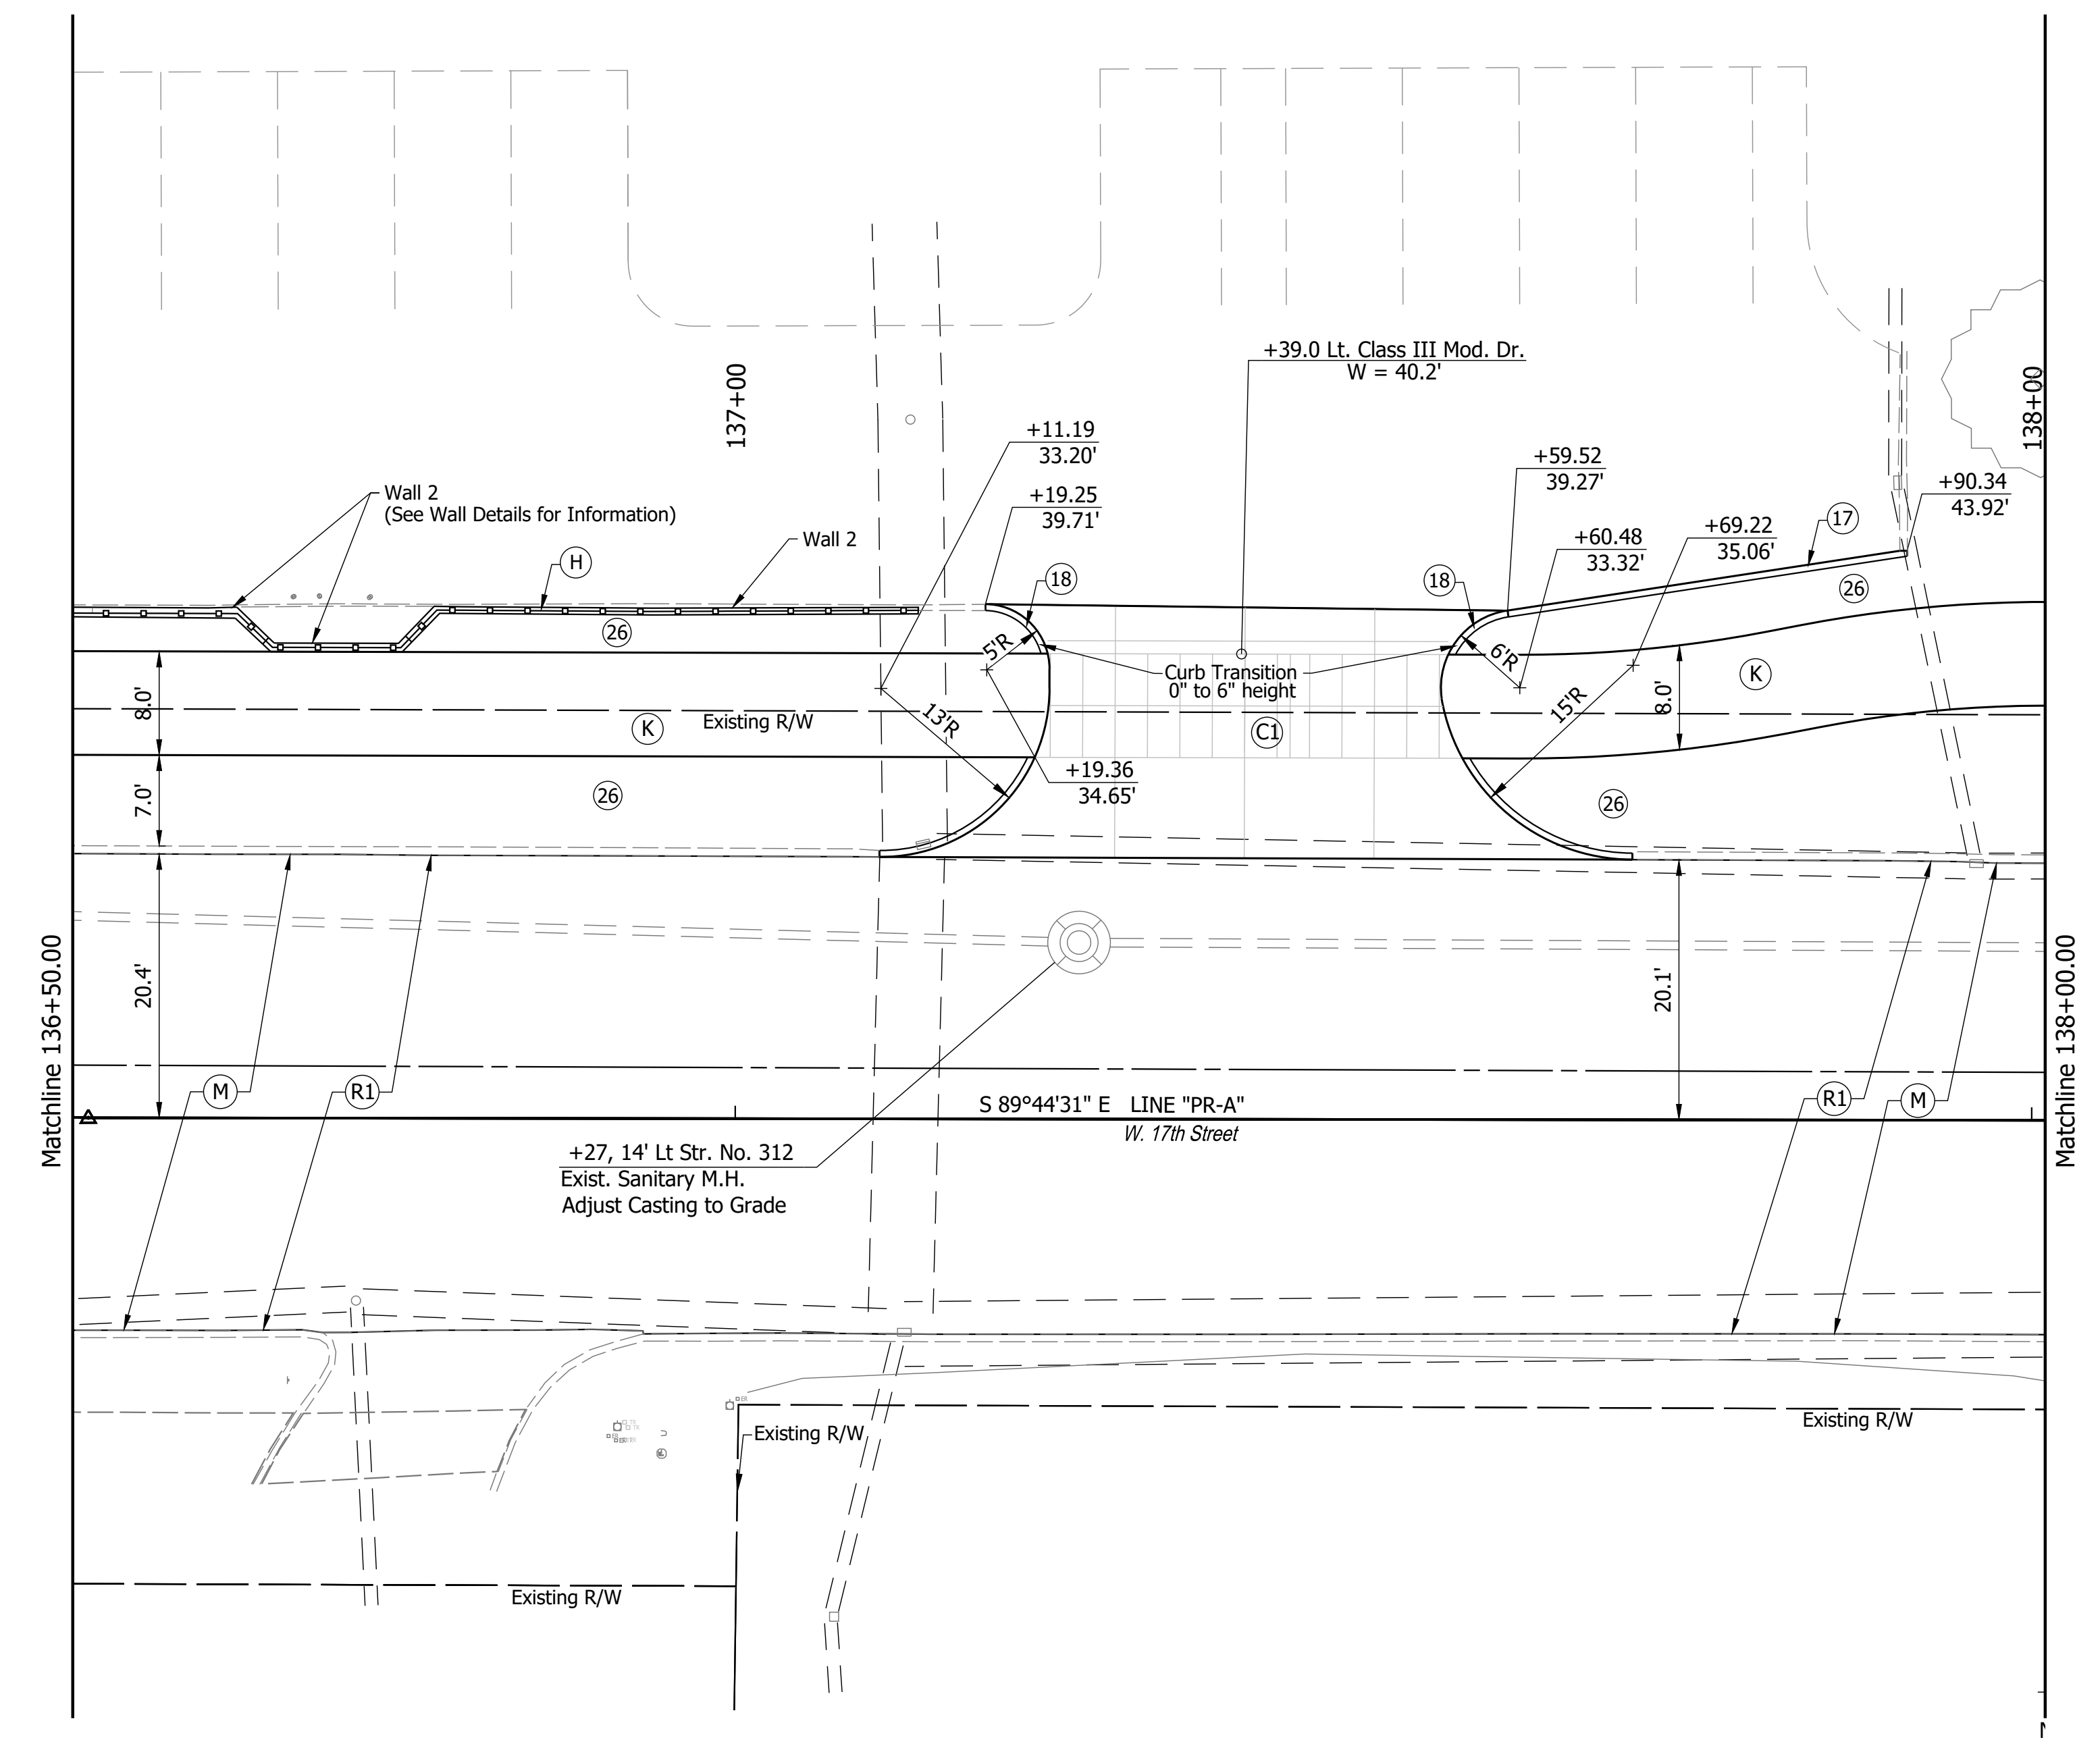 137+00
+39.0 Lt. Class III Mod. Dr.
W = 40.2'
138+00
+11.19
33.20'
+19.25
39.71'
+59.52
39.27'
+60.48
33.32'
+69.22
35.06'
+90.34
43.92'
17
Wall 2
(See Wall Details for Information)
Wall 2
H
18
18
26
26
5'R
6'R
Curb Transition
0" to 6" height
8.0'
K
Existing R/W
13'R
C1
15'R
8.0'
K
+19.36
34.65'
7.0'
26
26
Matchline 136+50.00
20.4'
20.1'
Matchline 138+00.00
M
R1
S 89°44'31" E LINE "PR-A"
W. 17th Street
R1
M
+27, 14' Lt Str. No. 312
Exist. Sanitary M.H.
Adjust Casting to Grade
Existing R/W
Existing R/W
Existing R/W